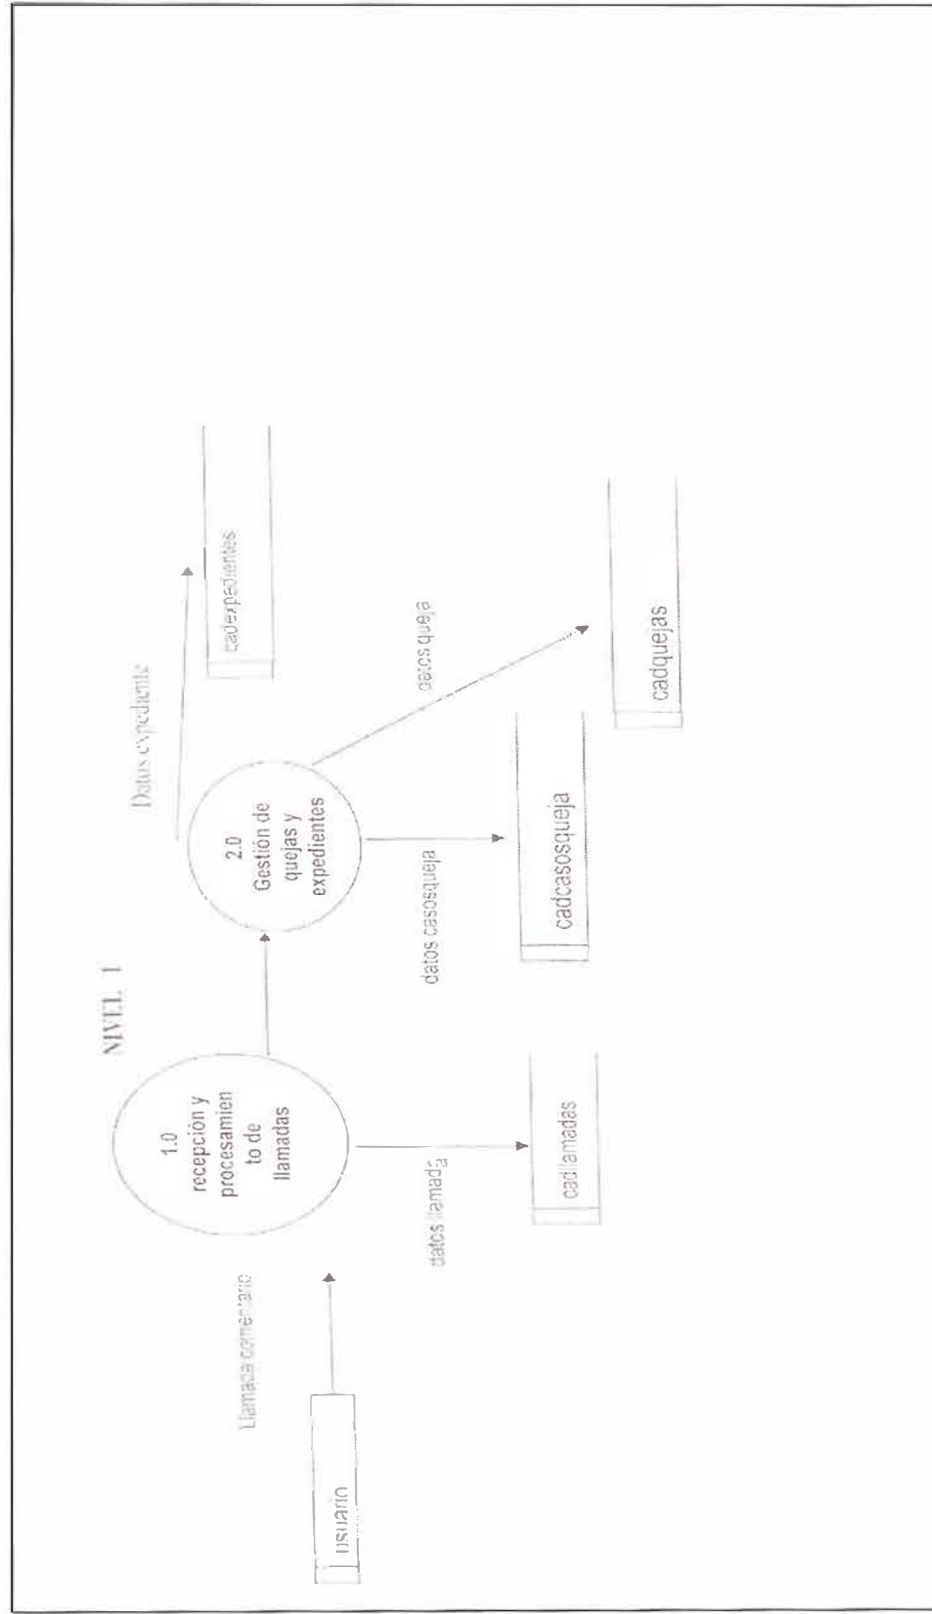 NIVEL 1
Llamada comentario
usuario
1.0
recepción y
procesamien
to de
llamadas
datos llamada
cadllamadas
2.0
Gestión de
quejas y
expedientes
Datos expediente
cadexpedientes
datos casosqueja
cadcasosqueja
datos queja
cadquejas